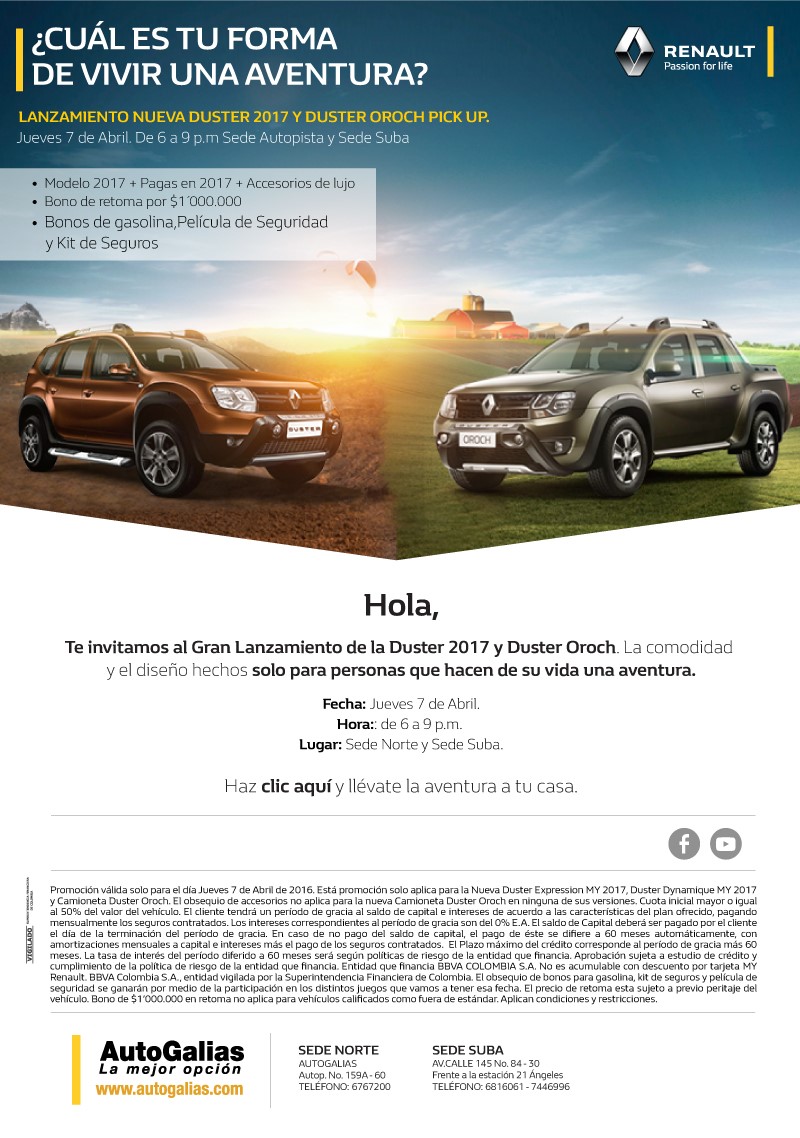 ¿CUÁL ES TU FORMA
DE VIVIR UNA AVENTURA?
RENAULT
Passion for life
LANZAMIENTO NUEVA DUSTER 2017 Y DUSTER OROCH PICK UP.
Jueves 7 de Abril. De 6 a 9 p.m Sede Autopista y Sede Suba
• Modelo 2017 + Pagas en 2017 + Accesorios de lujo
• Bono de retoma por $1´000.000
• Bonos de gasolina,Película de Seguridad
y Kit de Seguros
DUSTER
OROCH
Hola,
Te invitamos al Gran Lanzamiento de la Duster 2017 y Duster Oroch. La comodidad
y el diseño hechos solo para personas que hacen de su vida una aventura.
Fecha: Jueves 7 de Abril.
Hora:: de 6 a 9 p.m.
Lugar: Sede Norte y Sede Suba.
Haz clic aquí y llévate la aventura a tu casa.
VIGILADO
Promoción válida solo para el día Jueves 7 de Abril de 2016. Está promoción solo aplica para la Nueva Duster Expression MY 2017, Duster Dynamique MY 2017
y Camioneta Duster Oroch. El obsequio de accesorios no aplica para la nueva Camioneta Duster Oroch en ninguna de sus versiones. Cuota inicial mayor o igual
al 50% del valor del vehículo. El cliente tendrá un período de gracia al saldo de capital e intereses de acuerdo a las características del plan ofrecido, pagando
mensualmente los seguros contratados. Los intereses correspondientes al período de gracia son del 0% E.A. El saldo de Capital deberá ser pagado por el cliente
el día de la terminación del período de gracia. En caso de no pago del saldo de capital, el pago de éste se difiere a 60 meses automáticamente, con
amortizaciones mensuales a capital e intereses más el pago de los seguros contratados. El Plazo máximo del crédito corresponde al período de gracia más 60
meses. La tasa de interés del período diferido a 60 meses será según políticas de riesgo de la entidad que financia. Aprobación sujeta a estudio de crédito y
cumplimiento de la política de riesgo de la entidad que financia. Entidad que financia BBVA COLOMBIA S.A. No es acumulable con descuento por tarjeta MY
Renault. BBVA Colombia S.A., entidad vigilada por la Superintendencia Financiera de Colombia. El obsequio de bonos para gasolina, kit de seguros y película de
seguridad se ganarán por medio de la participación en los distintos juegos que vamos a tener esa fecha. El precio de retoma esta sujeto a previo peritaje del
vehículo. Bono de $1'000.000 en retoma no aplica para vehículos calificados como fuera de estándar. Aplican condiciones y restricciones.
AutoGalias
La mejor opción
www.autogalias.com
SEDE NORTE
AUTOGALIAS
Autop. No. 159A - 60
TELÉFONO: 6767200
SEDE SUBA
AV.CALLE 145 No. 84 - 30
Frente a la estación 21 Ángeles
TELÉFONO: 6816061 - 7446996